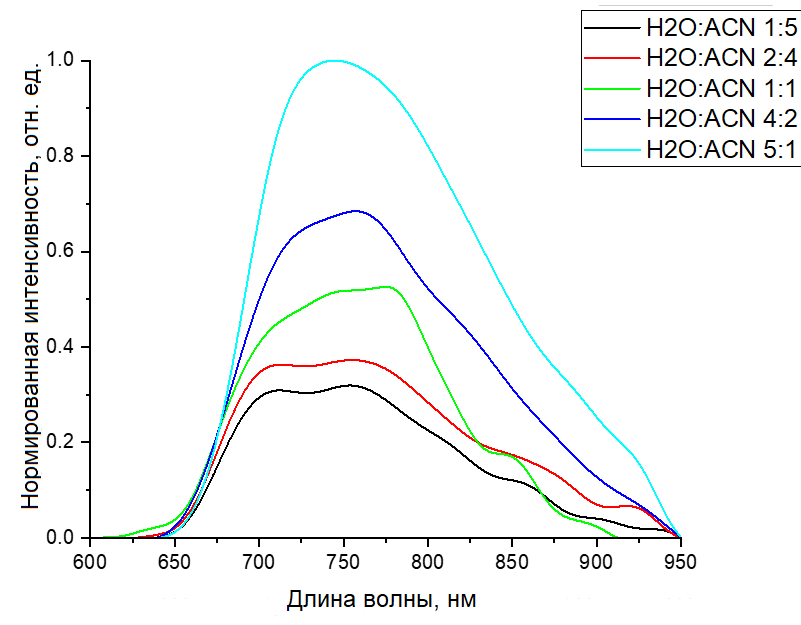 H2O:ACN 1:5
H2O:ACN 2:4
H2O:ACN 1:1
H2O:ACN 4:2
H2O:ACN 5:1
Нормированная интенсивность, отн. ед.
1.0
0.8
0.6
0.4
0.2
0.0
600 650 700 750 800 850 900 950
Длина волны, нм